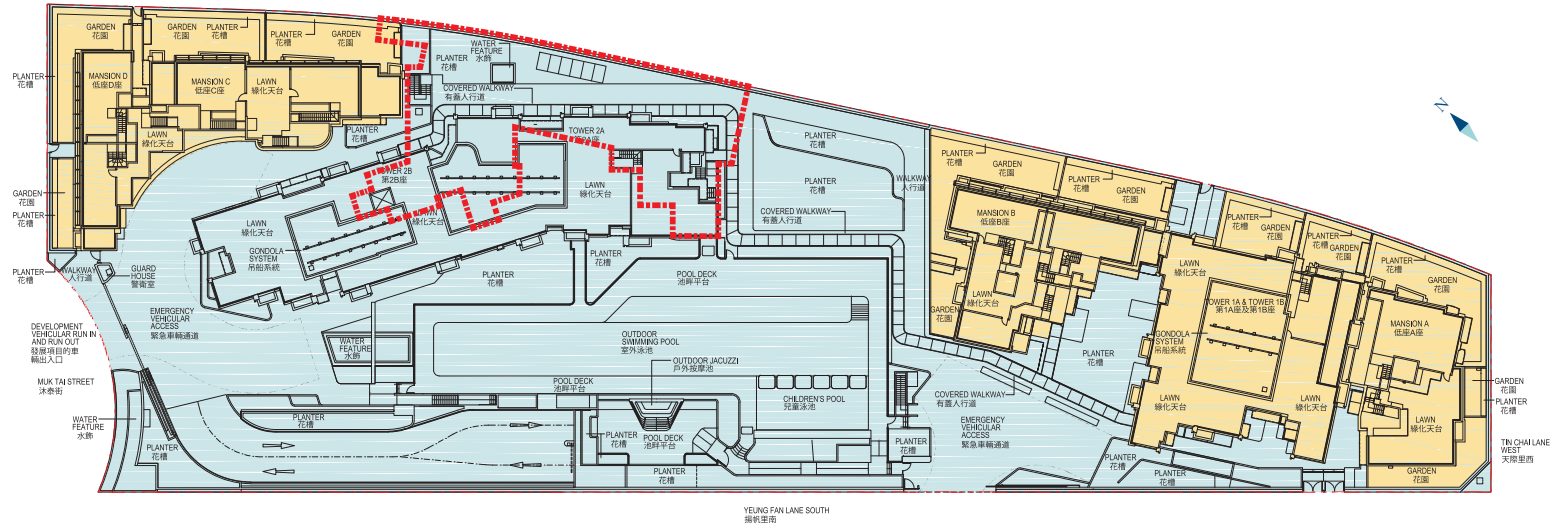 GARDEN
花園
GARDEN
花園
PLANTER
花槽
PLANTER
花槽
GARDEN
花園
PLANTER
花槽
MANSION D
低座D座
MANSION C
低座C座
LAWN
綠化天台
LAWN
綠化天台
PLANTER
花槽
WATER
FEATURE
水飾
PLANTER
花槽
COVERED WALKWAY
有蓋人行道
TOWER 2A
LAWN
綠化天台
第2B座
LAWN
綠化天台
LAWN
綠化天台
GONDOLA
SYSTEM
吊船系統
GARDEN
花園
PLANTER
花槽
PLANTER
花槽
WALKWAY
人行道
GUARD
HOUSE
警衛室
EMERGENCY
VEHICULAR
ACCESS
緊急車輛通道
DEVELOPMENT
VEHICULAR RUN IN
AND RUN OUT
發展項目的車
輛出入口
MUK TAI STREET
沐泰街
WATER
FEATURE
水飾
PLANTER
花槽
PLANTER
花槽
WATER
FEATURE
水飾
PLANTER
花槽
PLANTER
花槽
POOL DECK
池畔平台
OUTDOOR
SWIMMING POOL
室外泳池
OUTDOOR JACUZZI
戶外按摩池
POOL DECK
池畔平台
CHILDREN'S POOL
兒童泳池
PLANTER
花槽
POOL DECK
池畔平台
PLANTER
花槽
PLANTER
花槽
PLANTER
花槽
PLANTER
花槽
WALKWAY
人行道
COVERED WALKWAY
有蓋人行道
PLANTER
花槽
GARDEN
花園
PLANTER
花槽
GARDEN
花園
MANSION B
低座B座
LAWN
綠化天台
GARDEN
花園
COVERED WALKWAY
有蓋人行道
EMERGENCY
VEHICULAR
ACCESS
緊急車輛通道
PLANTER
花槽
PLANTER
花槽
PLANTER
花槽
PLANTER
花槽
GARDEN
花園
PLANTER
花槽
GARDEN
花園
PLANTER
花槽
GARDEN
花園
LAWN
綠化天台
TOWER 1A & TOWER 1B
第1A座及第1B座
GONDOLA
SYSTEM
吊船系統
MANSION A
低座A座
LAWN
綠化天台
LAWN
綠化天台
LAWN
綠化天台
GARDEN
花園
PLANTER
花槽
GARDEN
花園
TIN CHAI LANE
WEST
天際里西
YEUNG FAN LANE SOUTH
揚帆里南
N